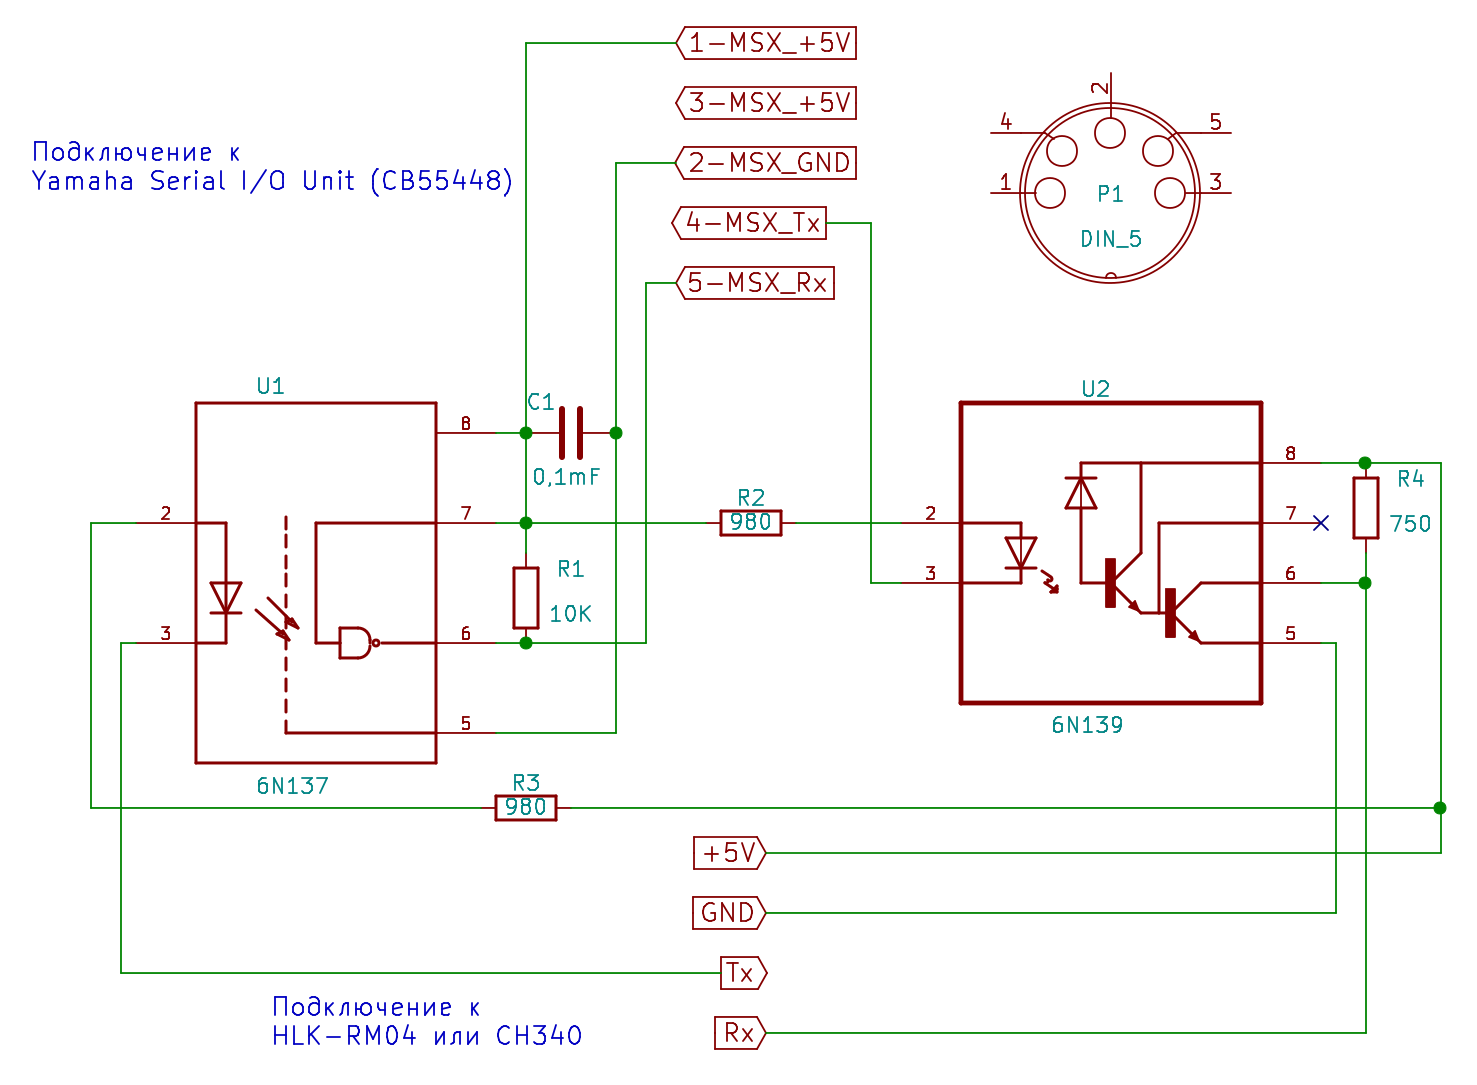 1-MSX_+5V
3-MSX_+5V
2-MSX_GND
4-MSX_Tx
5-MSX_Rx
Подключение к
Yamaha Serial I/O Unit (CB55448)
2
4
5
1
3
P1
DIN_5
U1
C1
0,1mF
8
2
7
3
6
5
R1
10K
6N137
R2
980
U2
8
2
7
3
6
5
R4
750
6N139
R3
980
+5V
GND
Tx
Rx
Подключение к
HLK-RM04 или CH340